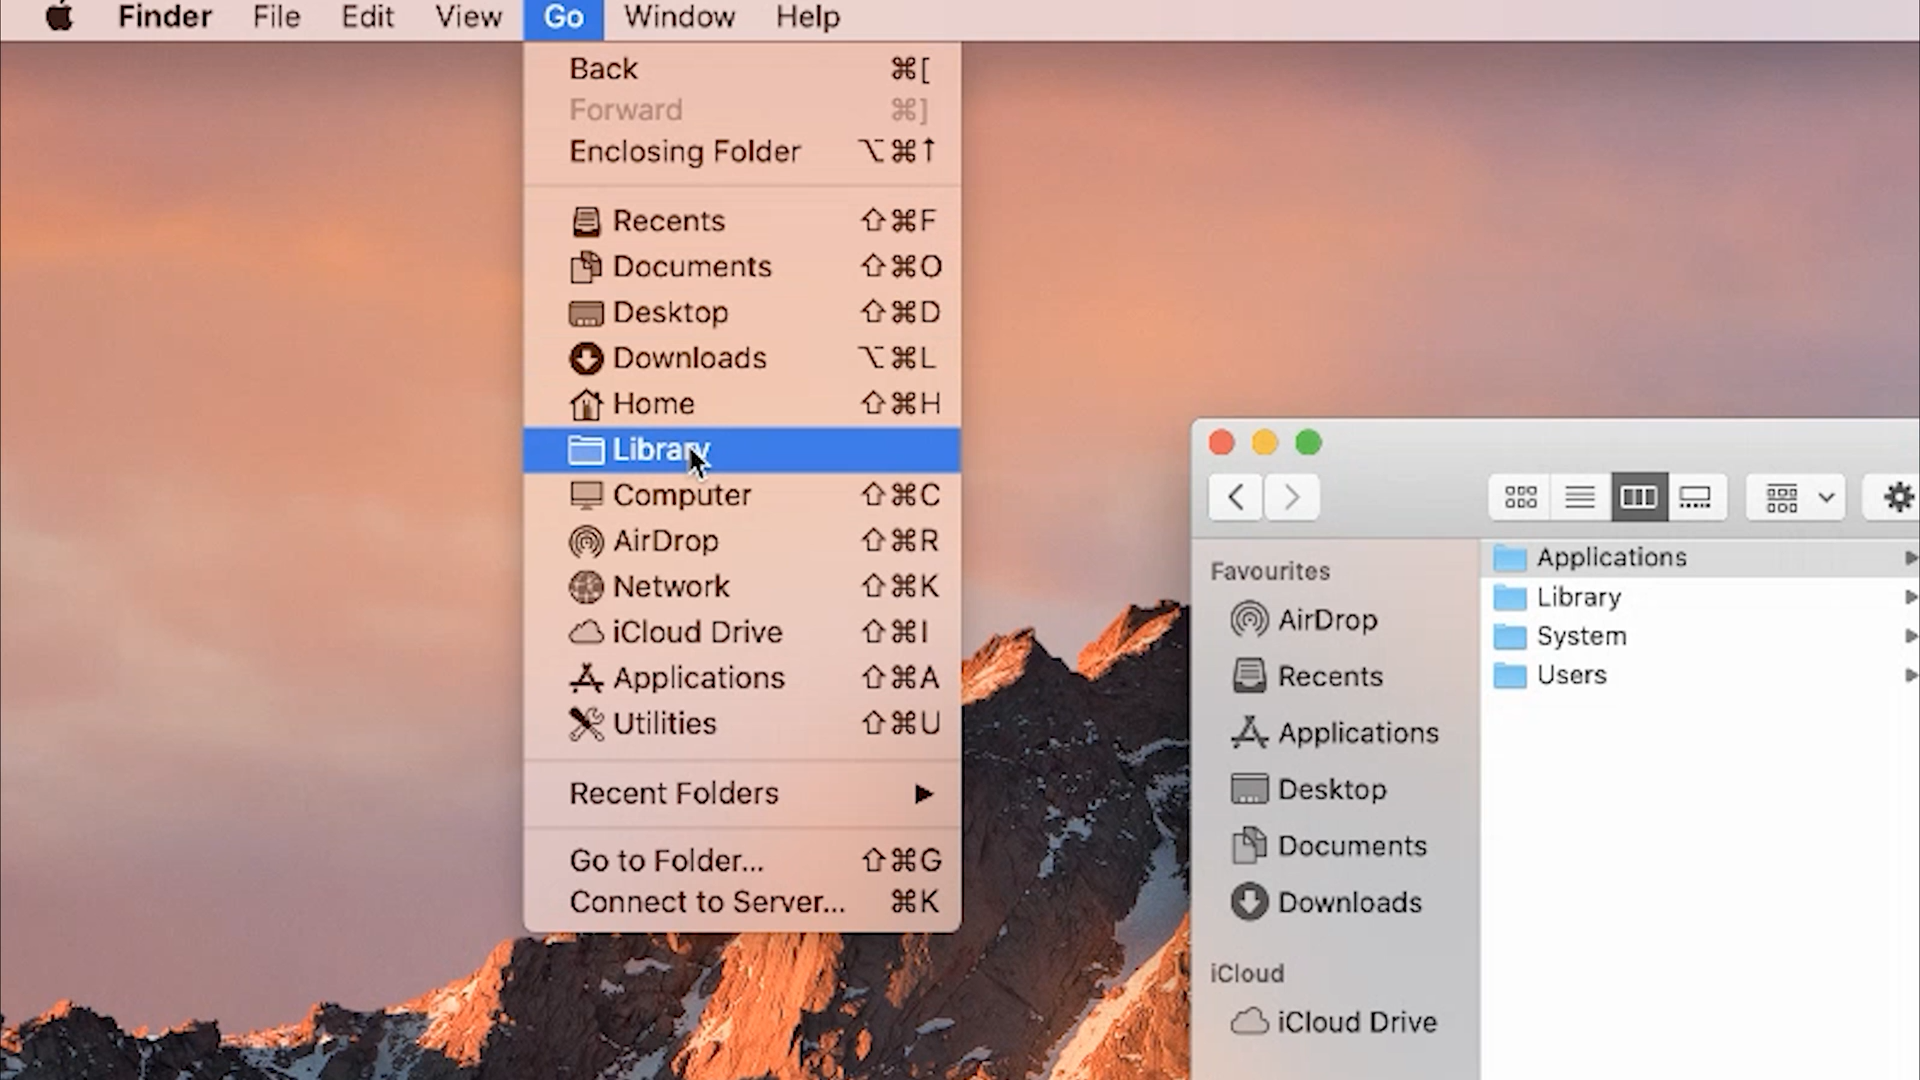 Finder File Edit View Go Window Help
Back ⌘[
Forward ⌘]
Enclosing Folder ⌥⌘↑
Recents ⇧⌘F
Documents ⇧⌘O
Desktop ⇧⌘D
Downloads ⌥⌘L
Home ⇧⌘H
Library
Computer ⇧⌘C
AirDrop ⇧⌘R
Network ⇧⌘K
iCloud Drive ⇧⌘I
Applications ⇧⌘A
Utilities ⇧⌘U
Recent Folders ▶
Go to Folder... ⇧⌘G
Connect to Server... ⌘K
Favourites
AirDrop
Recents
Applications
Desktop
Documents
Downloads
iCloud
iCloud Drive
Applications
Library
System
Users